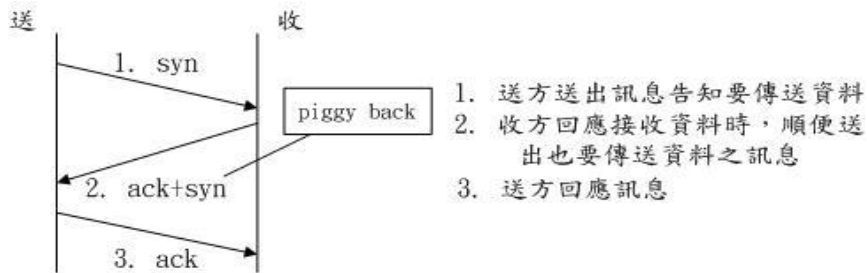 送
收
1. syn
piggy back
2. ack+syn
3. ack
1. 送方送出訊息告知要傳送資料
2. 收方回應接收資料時，順便送
出也要傳送資料之訊息
3. 送方回應訊息